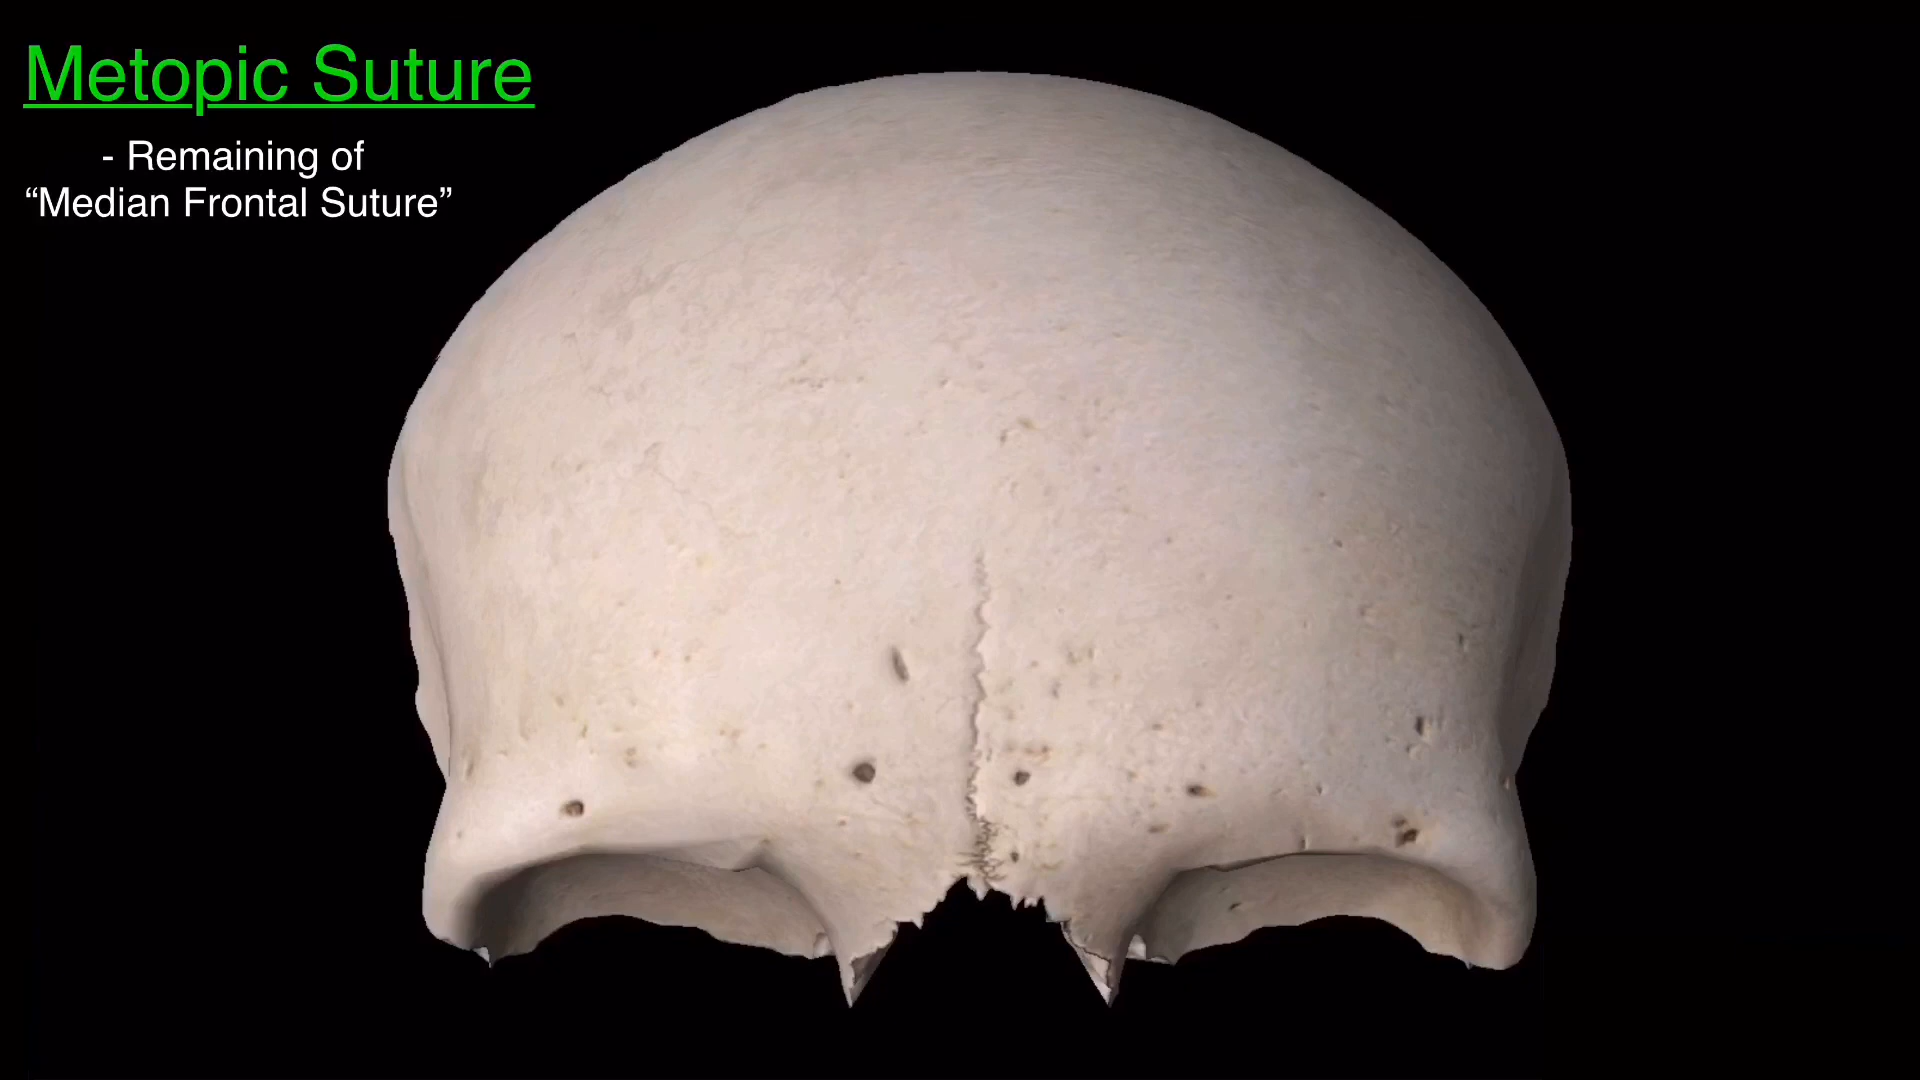 Metopic Suture
- Remaining of
“Median Frontal Suture”